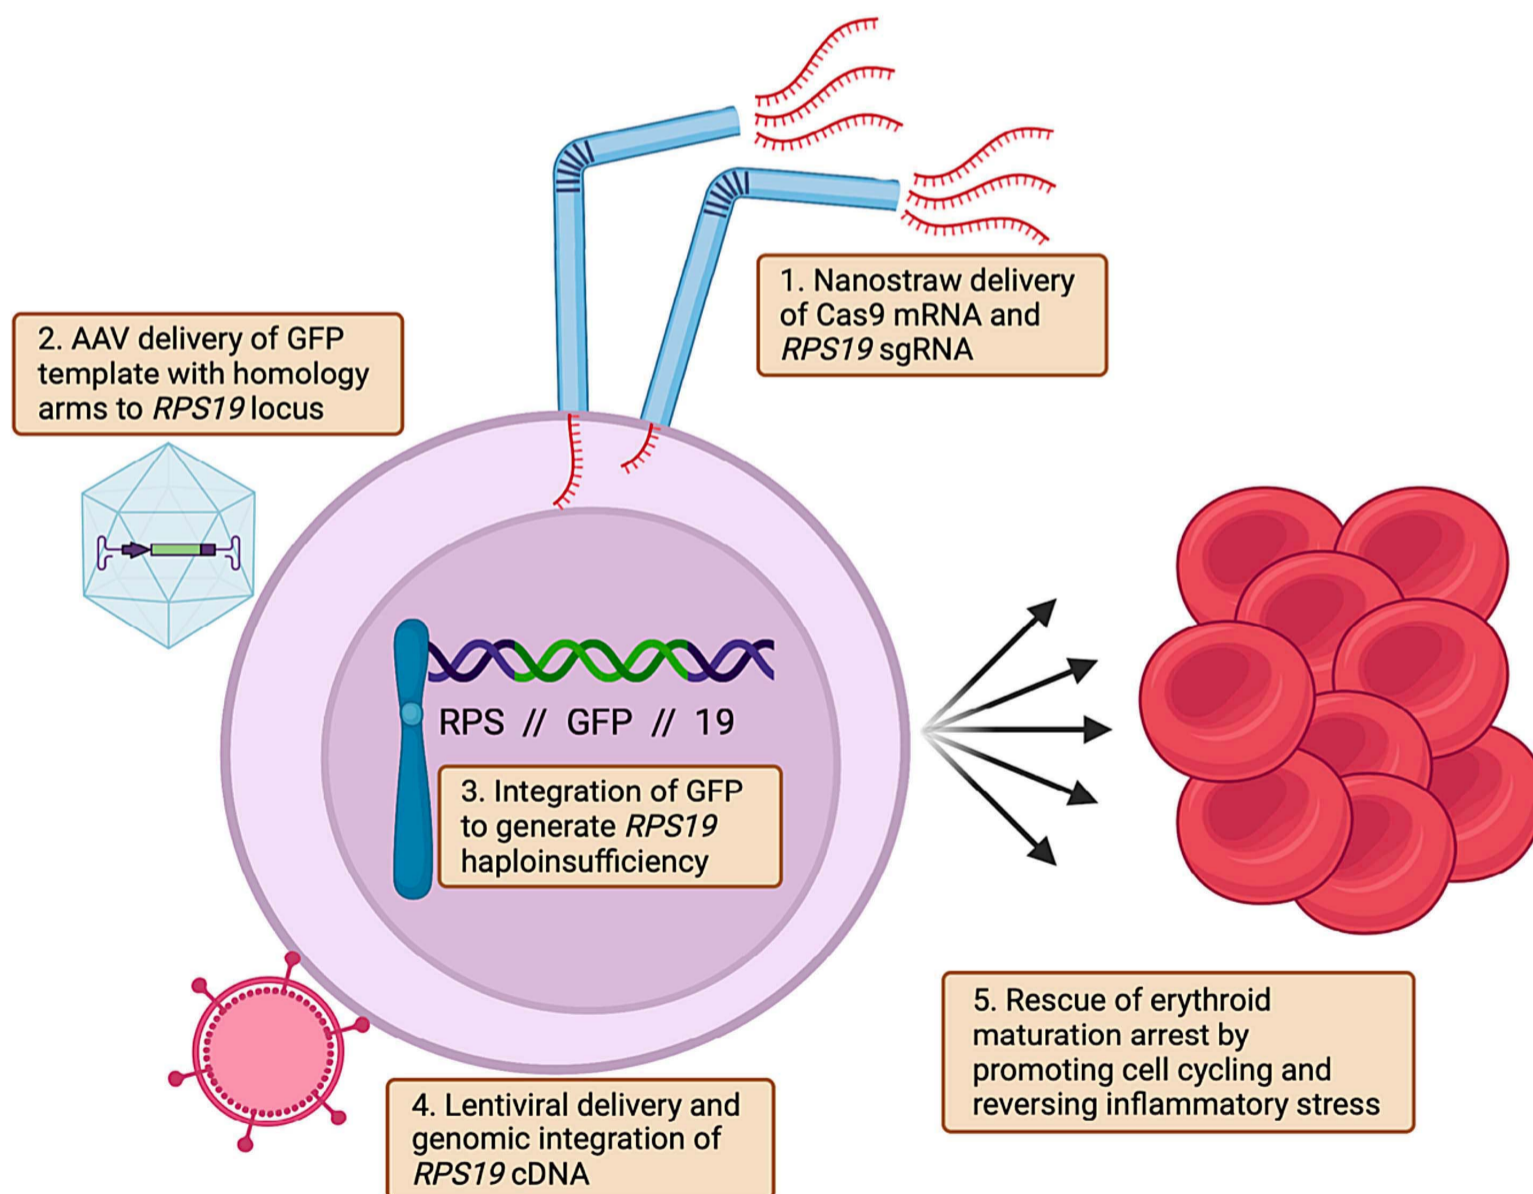 1. Nanostraw delivery
of Cas9 mRNA and
RPS19 sgRNA
2. AAV delivery of GFP
template with homology
arms to RPS19 locus
RPS // GFP // 19
3. Integration of GFP
to generate RPS19
haploinsufficiency
4. Lentiviral delivery and
genomic integration of
RPS19 cDNA
5. Rescue of erythroid
maturation arrest by
promoting cell cycling and
reversing inflammatory stress